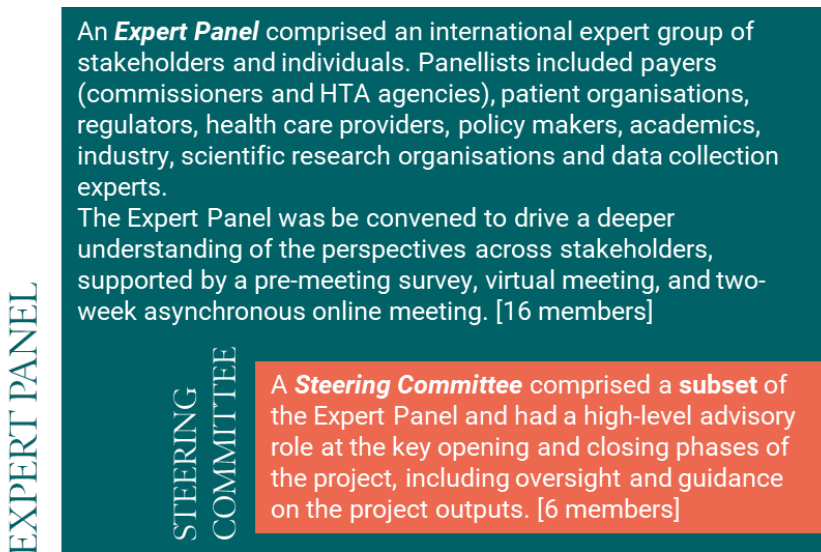 An Expert Panel comprised an international expert group of
stakeholders and individuals. Panellists included payers
(commissioners and HTA agencies), patient organisations,
regulators, health care providers, policy makers, academics,
industry, scientific research organisations and data collection
experts.
The Expert Panel was be convened to drive a deeper
understanding of the perspectives across stakeholders,
supported by a pre-meeting survey, virtual meeting, and two-
week asynchronous online meeting. [16 members]
EXPERT PANEL
STEERING
COMMITTEE
A Steering Committee comprised a subset of
the Expert Panel and had a high-level advisory
role at the key opening and closing phases of
the project, including oversight and guidance
on the project outputs. [6 members]